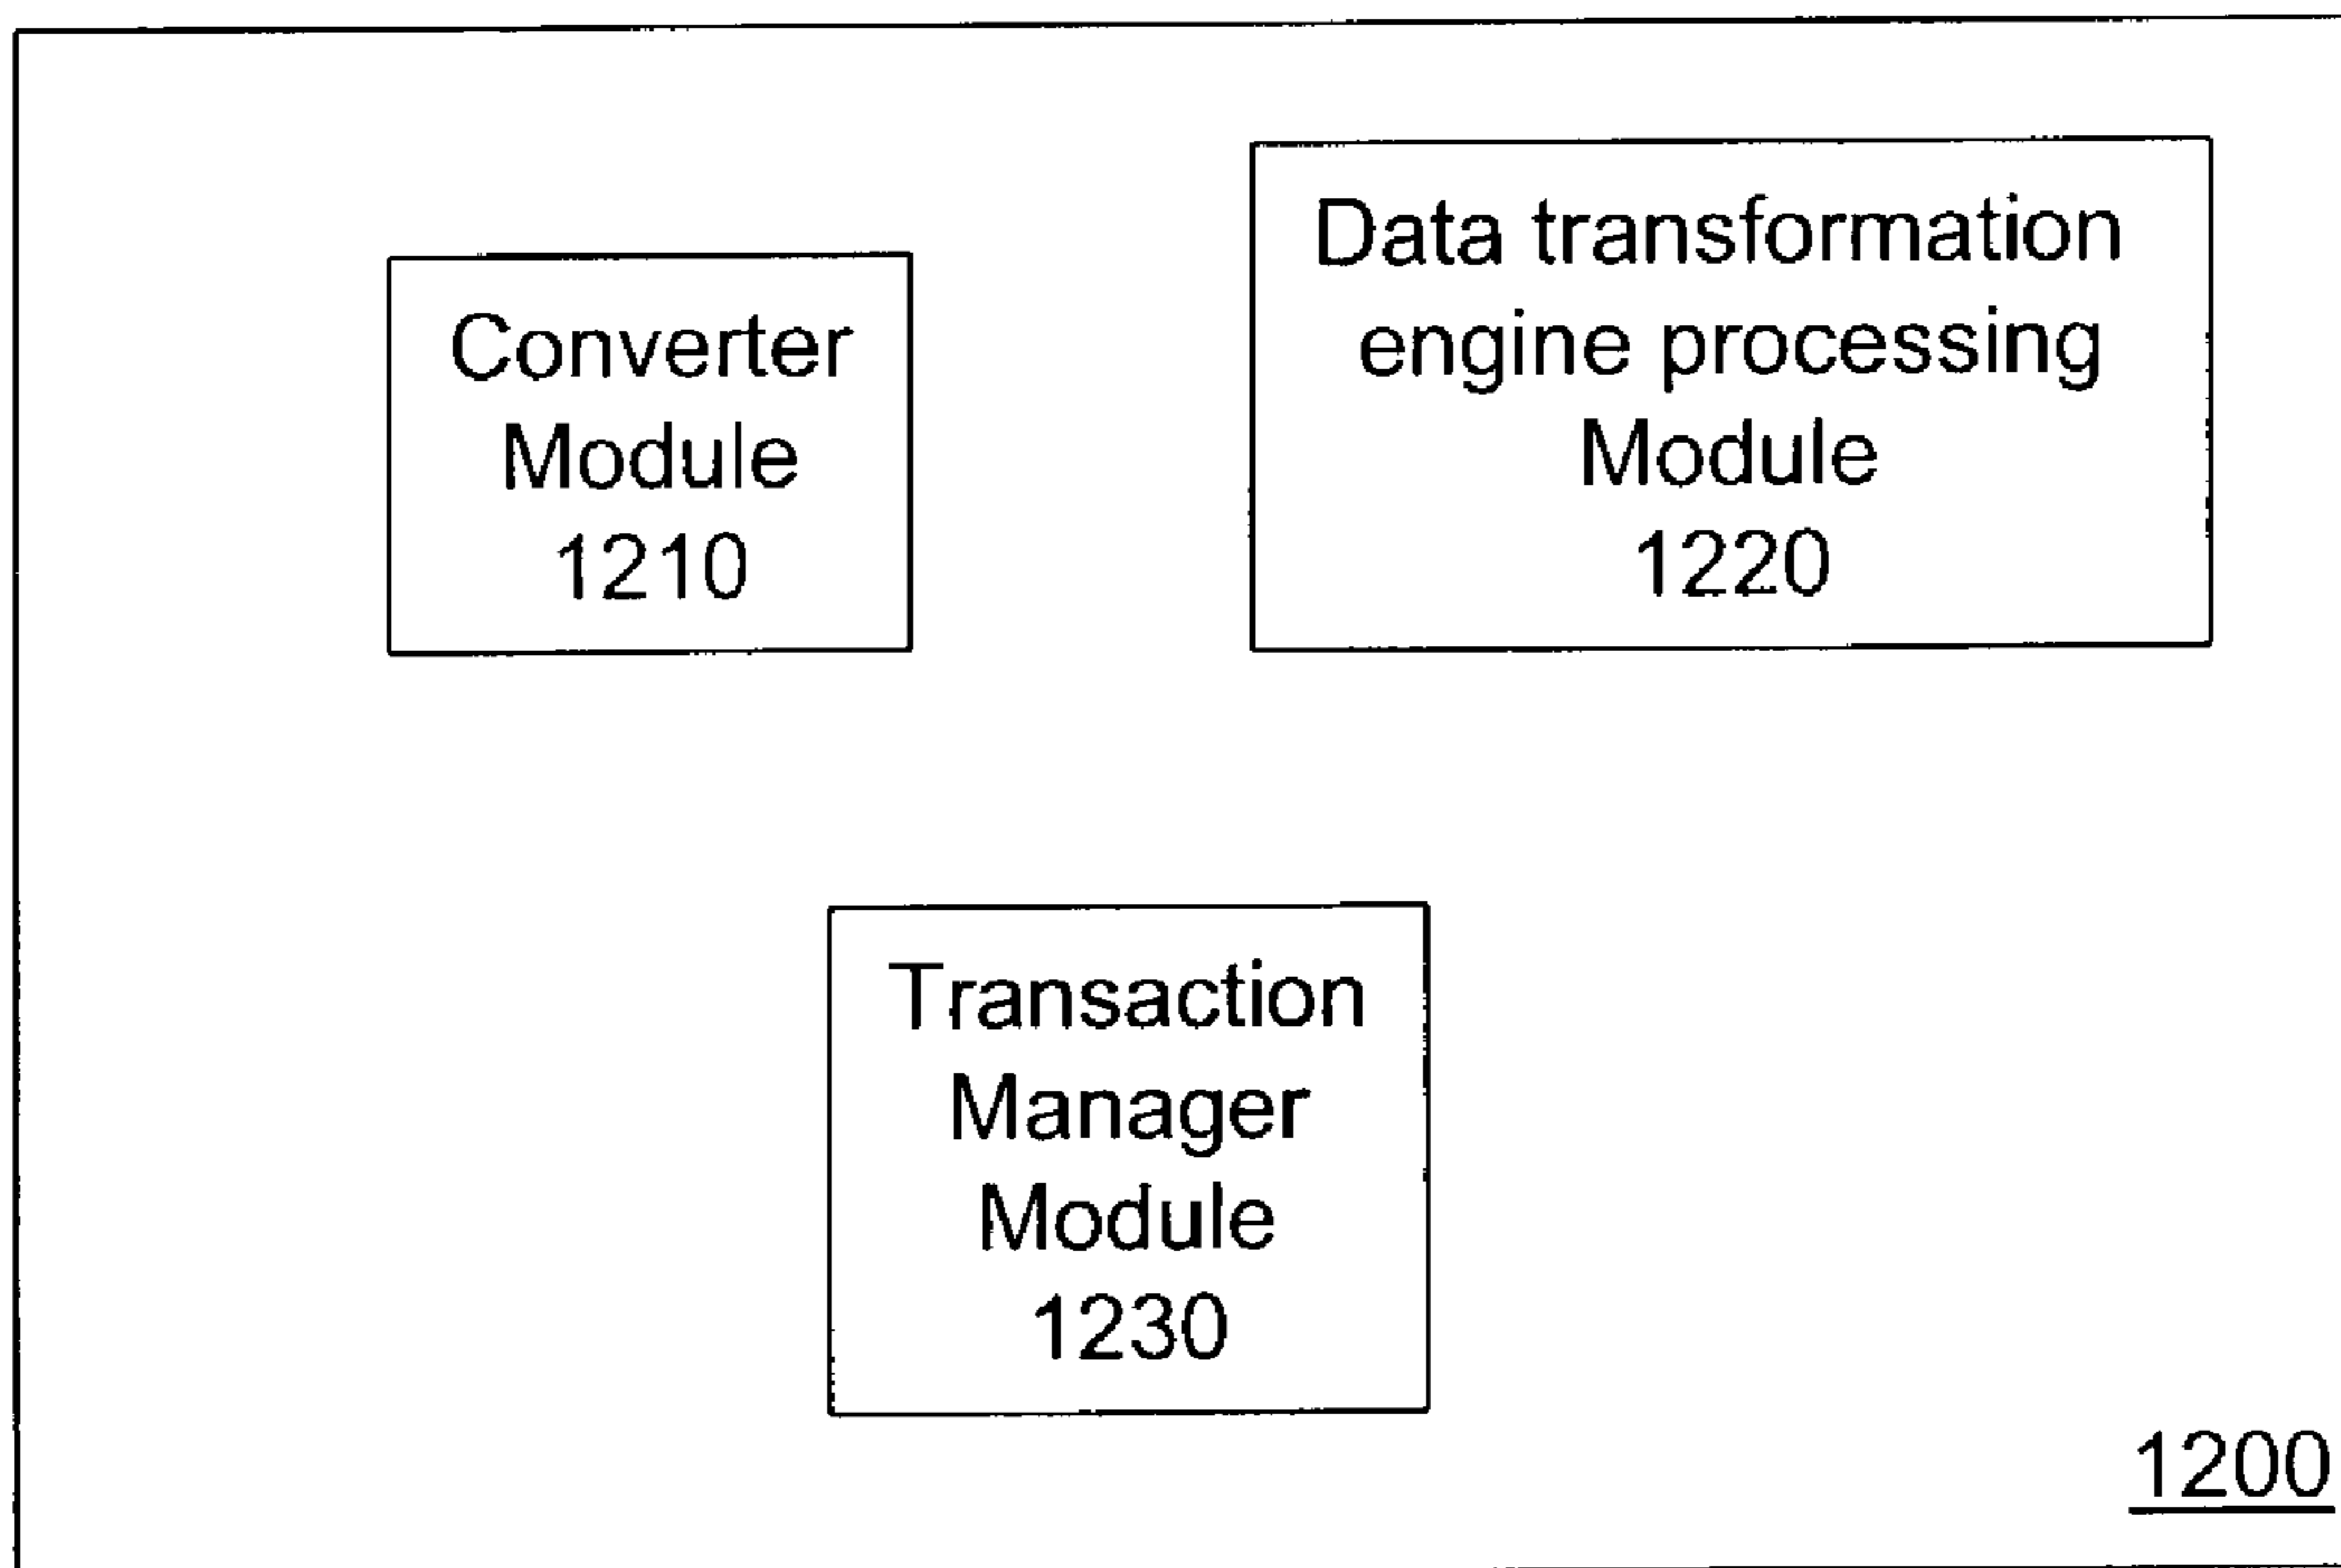 Converter
Module
1210
Data transformation
engine processing
Module
1220
Transaction
Manager
Module
1230
1200